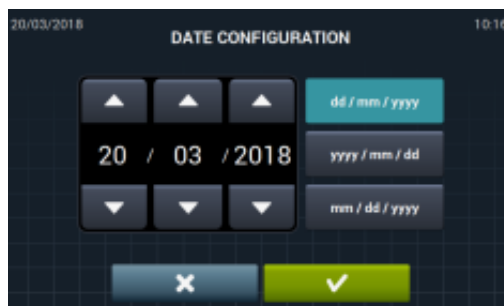 20/03/2018
DATE CONFIGURATION
10:16
dd / mm / yyyy
20 / 03 / 2018
yyyy / mm / dd
mm / dd / yyyy